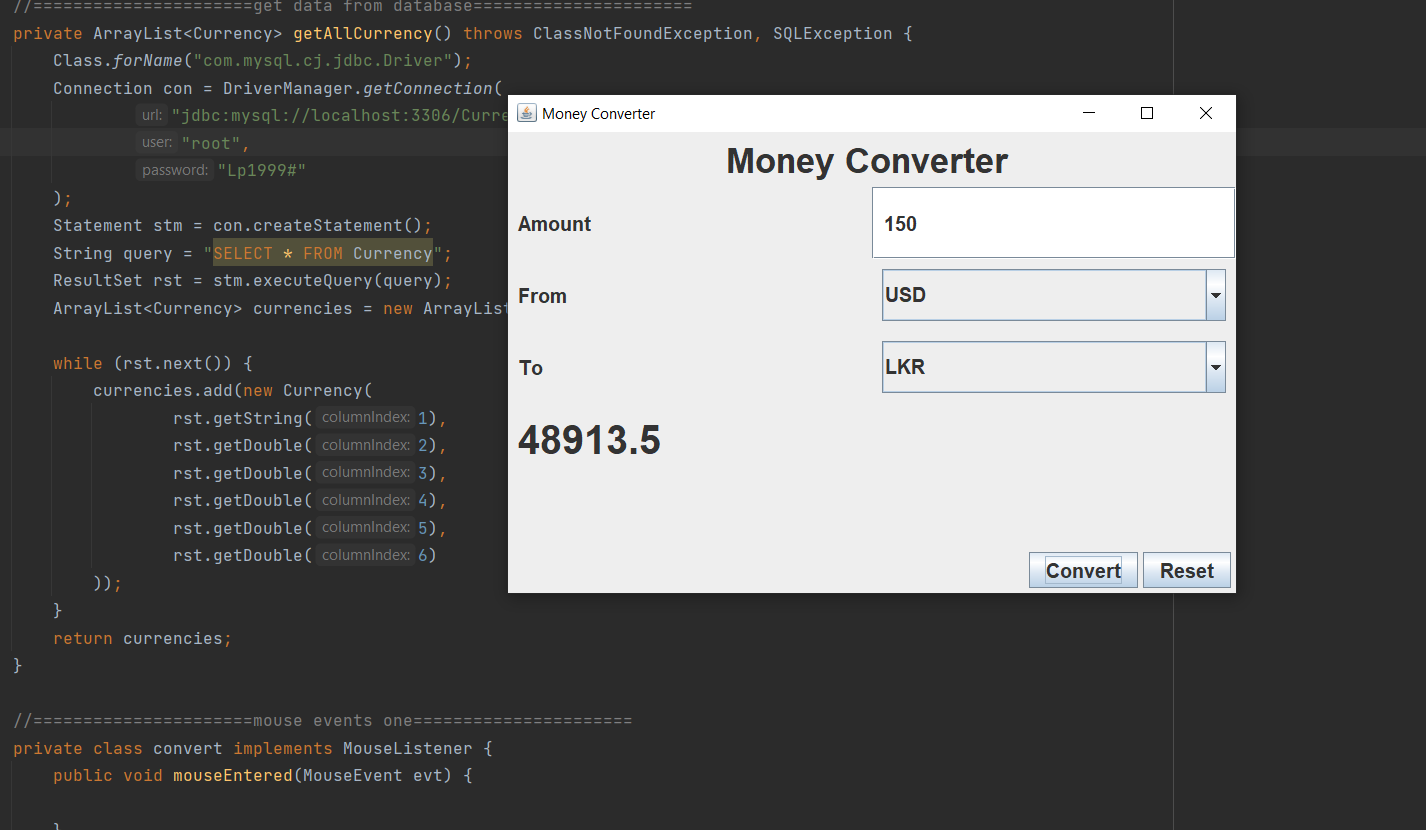 //======================get data from database======================
private ArrayList<Currency> getAllCurrency() throws ClassNotFoundException, SQLException {
Class.forName("com.mysql.cj.jdbc.Driver");
Connection con = DriverManager.getConnection(
url: "jdbc:mysql://localhost:3306/Curre
user: "root",
password: "Lp1999#"
);
Statement stm = con.createStatement();
String query = "SELECT * FROM Currency";
ResultSet rst = stm.executeQuery(query);
ArrayList<Currency> currencies = new ArrayList
while (rst.next()) {
currencies.add(new Currency(
rst.getString( columnIndex: 1),
rst.getDouble( columnIndex: 2),
rst.getDouble( columnIndex: 3),
rst.getDouble( columnIndex: 4),
rst.getDouble( columnIndex: 5),
rst.getDouble( columnIndex: 6)
));
}
return currencies;
}
//======================mouse events one======================
private class convert implements MouseListener {
public void mouseEntered(MouseEvent evt) {
}
Money Converter
Money Converter
Amount 150
From USD
To LKR
48913.5
Convert Reset